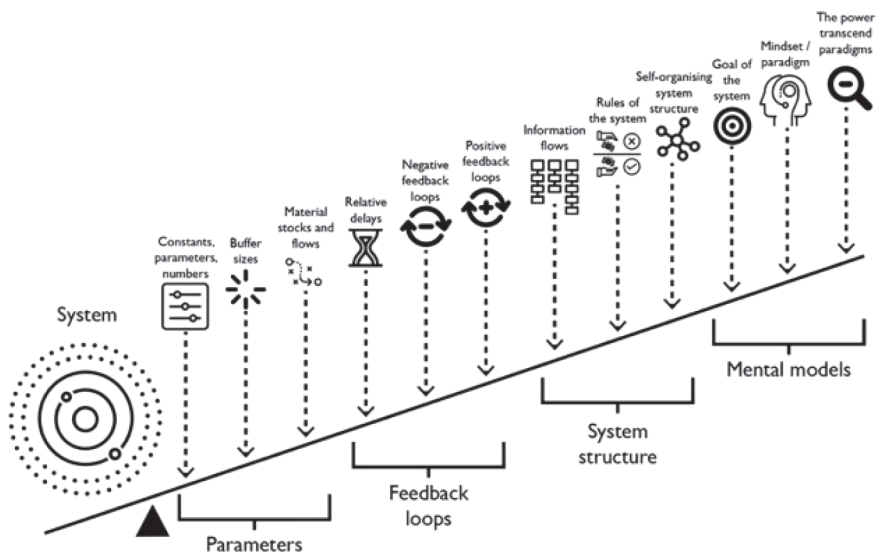 System
Constants,
parameters,
numbers
Buffer
sizes
Material
stocks and
flows
Relative
delays
Negative
feedback
loops
Positive
feedback
loops
Information
flows
Rules of
the system
Self-organising
system
structure
Goal of
the
system
Mindset /
paradigm
The power
transcend
paradigms
Parameters
Feedback
loops
System
structure
Mental models